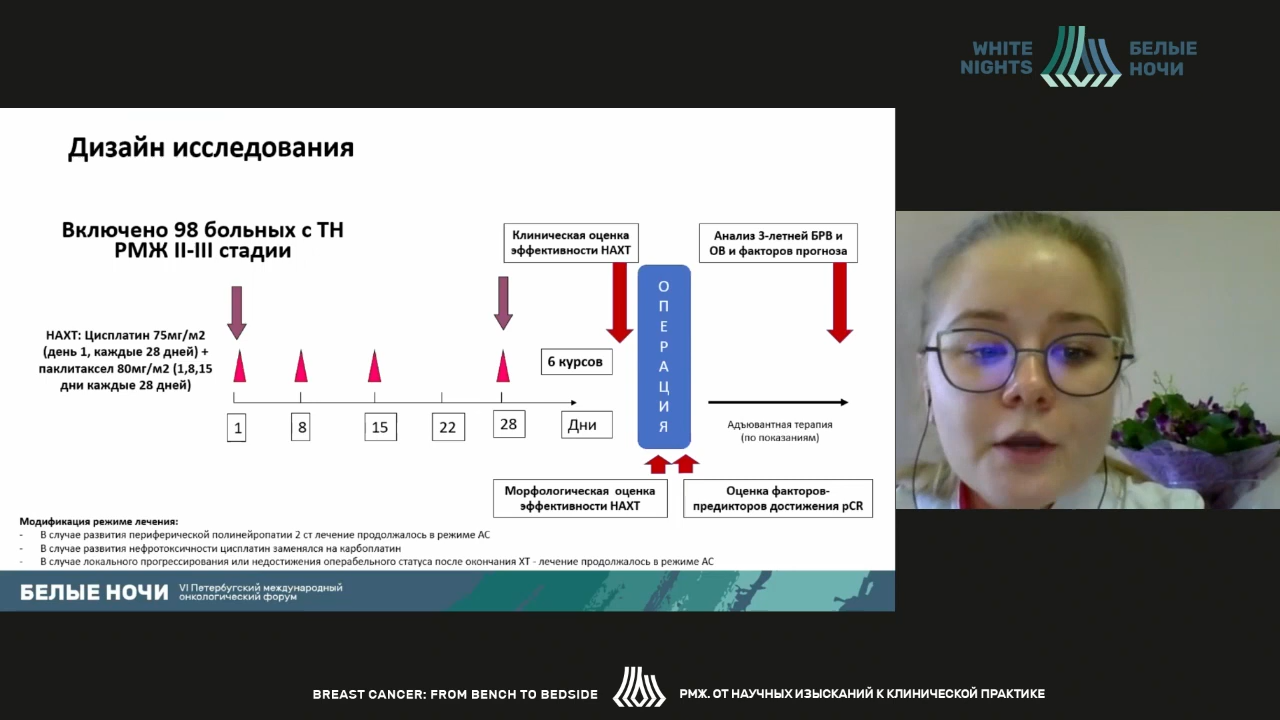 WHITE
NIGHTS
БЕЛЫЕ
НОЧИ
Дизайн исследования
Включено 98 больных с ТН
РМЖ II-III стадии
Клиническая оценка
эффективности НАХТ
Анализ 3-летней БРВ и
ОВ и факторов прогноза
НАХТ: Цисплатин 75мг/м2
(день 1, каждые 28 дней) +
паклитаксел 80мг/м2 (1,8,15
дни каждые 28 дней)
6 курсов
О
П
Е
Р
А
Ц
И
Я
1
8
15
22
28
Дни
Адъювантная терапия
(по показаниям)
Морфологическая оценка
эффективности НАХТ
Оценка факторов-
предикторов достижения pCR
Модификация режиме лечения:
- В случае развития периферической полинейропатии 2 ст лечение продолжалось в режиме АС
- В случае развития нефротоксичности цисплатин заменялся на карбоплатин
- В случае локального прогрессирования или недостижения операбельного статуса после окончания ХТ - лечение продолжалось в режиме АС
БЕЛЫЕ НОЧИ
VI Петербугский международный
онкологический форум
BREAST CANCER: FROM BENCH TO BEDSIDE
РМЖ. ОТ НАУЧНЫХ ИЗЫСКАНИЙ К КЛИНИЧЕСКОЙ ПРАКТИКЕ